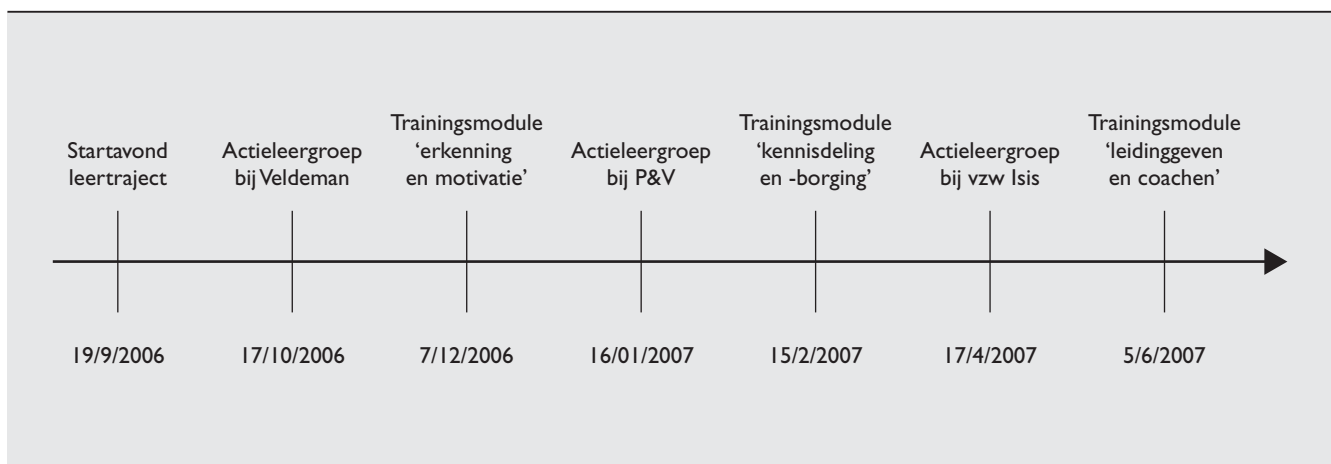 Startavond
leertraject
Actieleergroep
bij Veldeman
Trainingsmodule
‘erkenning
en motivatie’
Actieleergroep
bij P&V
Trainingsmodule
‘kennisdeling
en -borging’
Actieleergroep
bij vzw Isis
Trainingsmodule
‘leidinggeven
en coachen’
19/9/2006
17/10/2006
7/12/2006
16/01/2007
15/2/2007
17/4/2007
5/6/2007